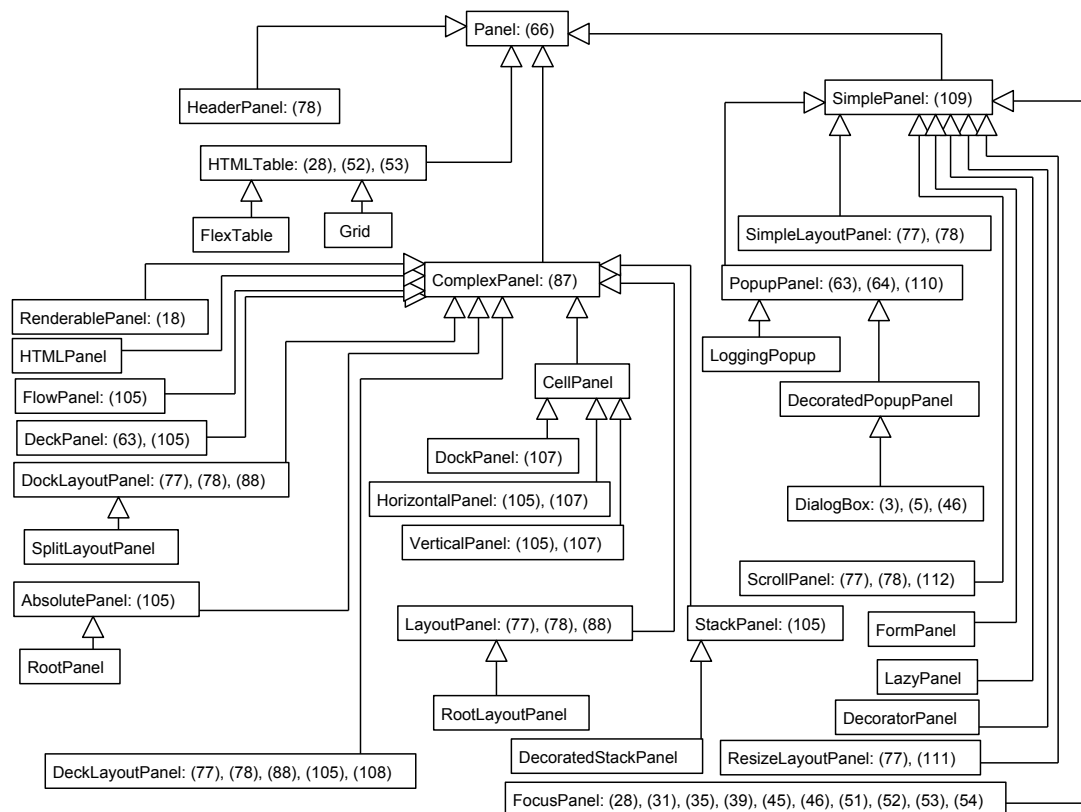 Panel: (66)
SimplePanel: (109)
HeaderPanel: (78)
HTMLTable: (28), (52), (53)
FlexTable
Grid
SimpleLayoutPanel: (77), (78)
ComplexPanel: (87)
PopupPanel: (63), (64), (110)
RenderablePanel: (18)
HTMLPanel
LoggingPopup
CellPanel
FlowPanel: (105)
DecoratedPopupPanel
DeckPanel: (63), (105)
DockPanel: (107)
DockLayoutPanel: (77), (78), (88)
HorizontalPanel: (105), (107)
DialogBox: (3), (5), (46)
SplitLayoutPanel
VerticalPanel: (105), (107)
ScrollPanel: (77), (78), (112)
AbsolutePanel: (105)
LayoutPanel: (77), (78), (88)
StackPanel: (105)
FormPanel
RootPanel
LazyPanel
RootLayoutPanel
DecoratorPanel
DecoratedStackPanel
ResizeLayoutPanel: (77), (111)
DeckLayoutPanel: (77), (78), (88), (105), (108)
FocusPanel: (28), (31), (35), (39), (45), (46), (51), (52), (53), (54)